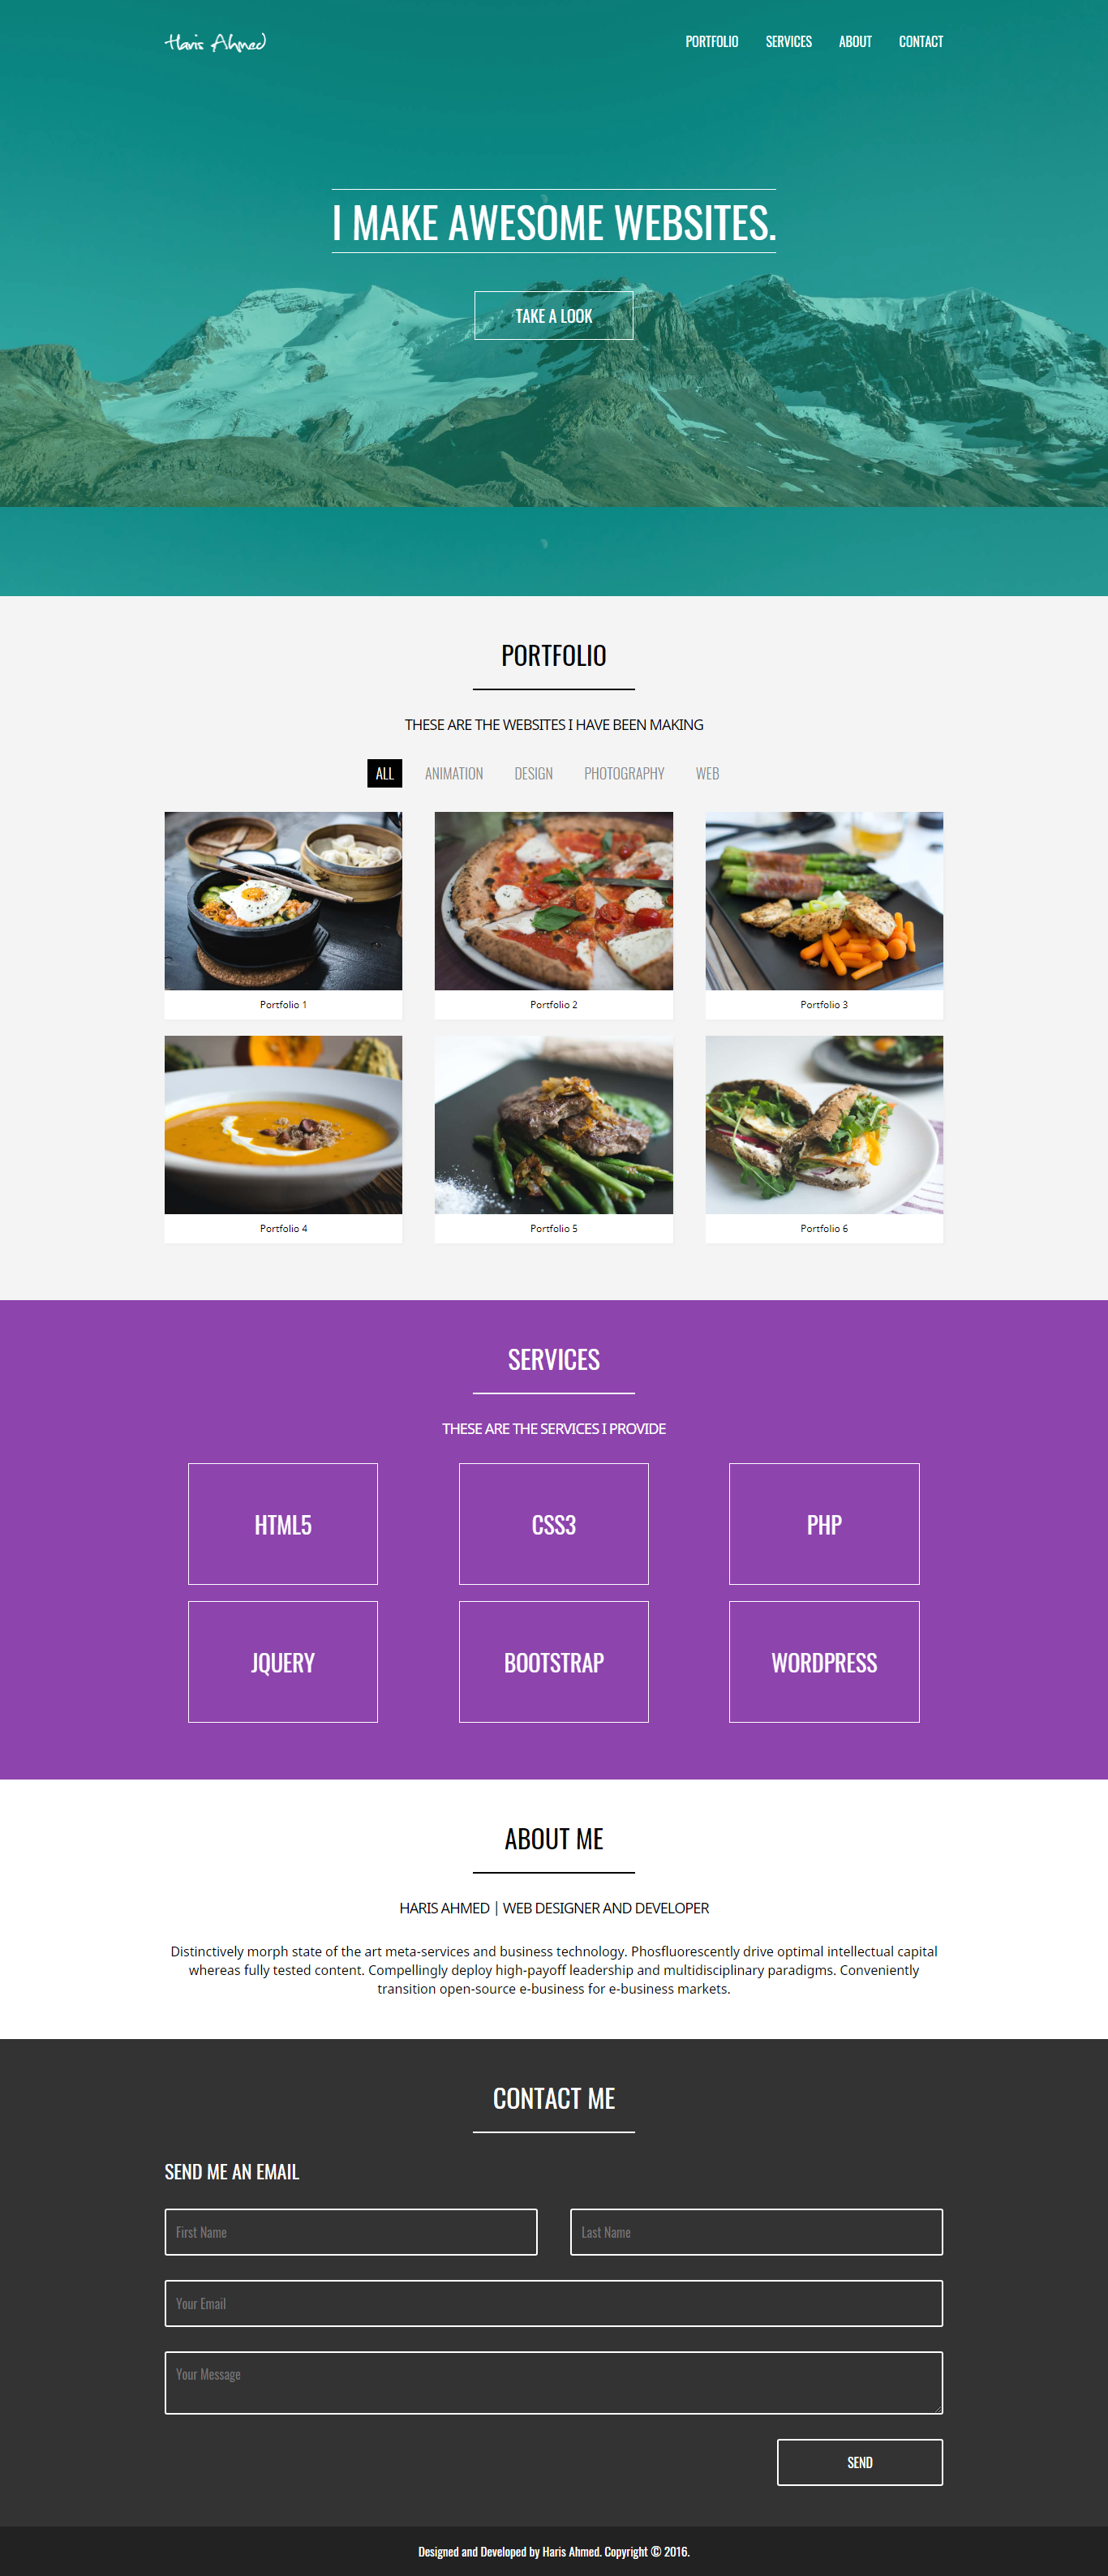 Haris Ahmed
PORTFOLIO SERVICES ABOUT CONTACT
I MAKE AWESOME WEBSITES.
TAKE A LOOK
PORTFOLIO
THESE ARE THE WEBSITES I HAVE BEEN MAKING
ALL ANIMATION DESIGN PHOTOGRAPHY WEB
Portfolio 1
Portfolio 2
Portfolio 3
Portfolio 4
Portfolio 5
Portfolio 6
SERVICES
THESE ARE THE SERVICES I PROVIDE
HTML5
CSS3
PHP
JQUERY
BOOTSTRAP
WORDPRESS
ABOUT ME
HARIS AHMED | WEB DESIGNER AND DEVELOPER
Distinctively morph state of the art meta-services and business technology. Phosfluorescently drive optimal intellectual capital
whereas fully tested content. Compellingly deploy high-payoff leadership and multidisciplinary paradigms. Conveniently
transition open-source e-business for e-business markets.
CONTACT ME
SEND ME AN EMAIL
First Name
Last Name
Your Email
Your Message
SEND
Designed and Developed by Haris Ahmed. Copyright © 2016.